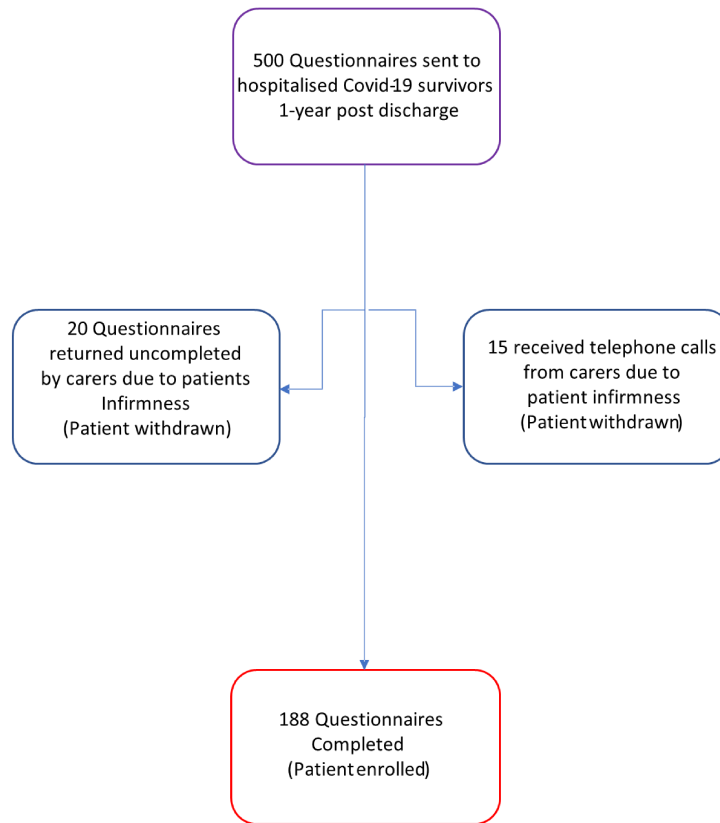 500 Questionnaires sent to
hospitalised Covid-19 survivors
1-year post discharge
20 Questionnaires
returned uncompleted
by carers due to patients
Infirmness
(Patient withdrawn)
15 received telephone calls
from carers due to
patient infirmness
(Patient withdrawn)
188 Questionnaires
Completed
(Patient enrolled)